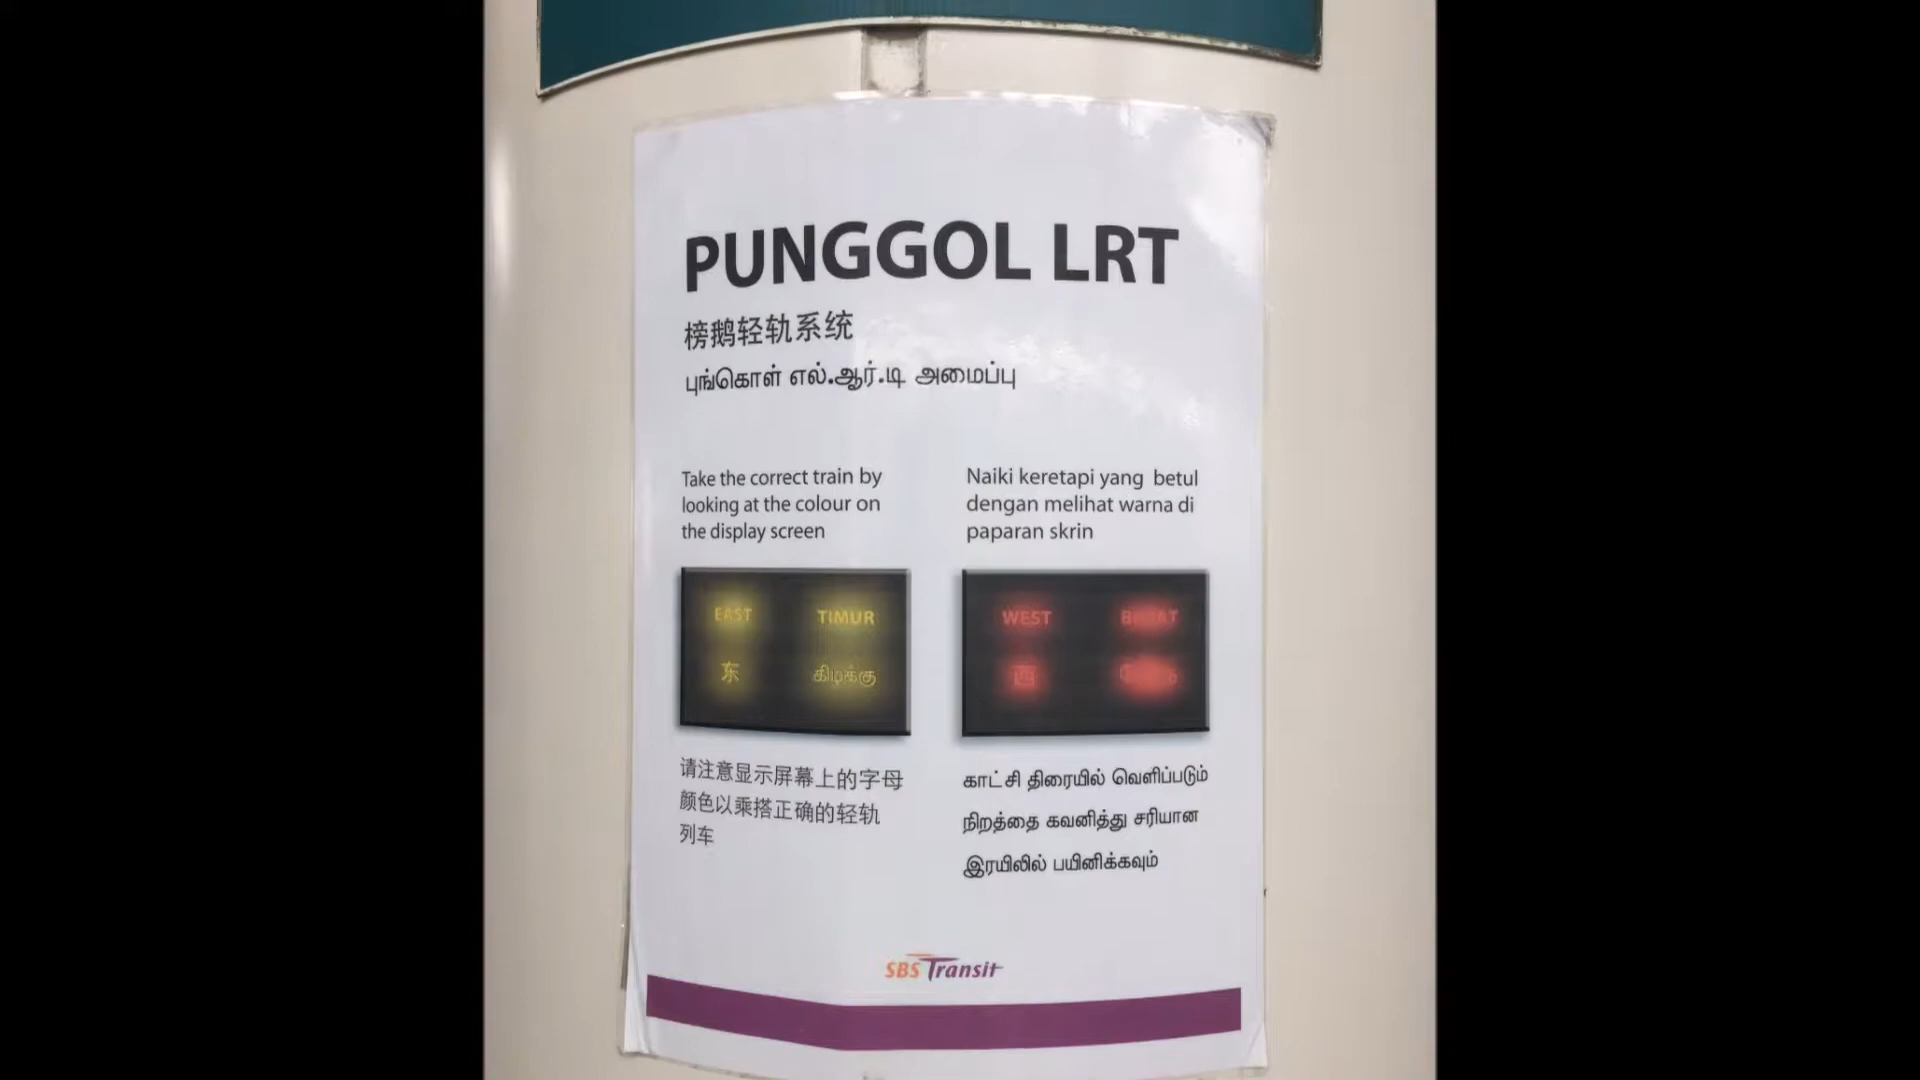 PUNGGOL LRT
榜鹅轻轨系统
புங்கொள் எல்.ஆர்.டி அமைப்பு
Take the correct train by
looking at the colour on
the display screen
EAST TIMUR
东 கிழக்கு
请注意显示屏幕上的字母
颜色以乘搭正确的轻轨
列车
Naiki keretapi yang betul
dengan melihat warna di
paparan skrin
WEST BARAT
西
காட்சி திரையில் வெளிப்படும்
நிறத்தை கவனித்து சரியான
இரயிலில் பயினிக்கவும்
SBS Transit